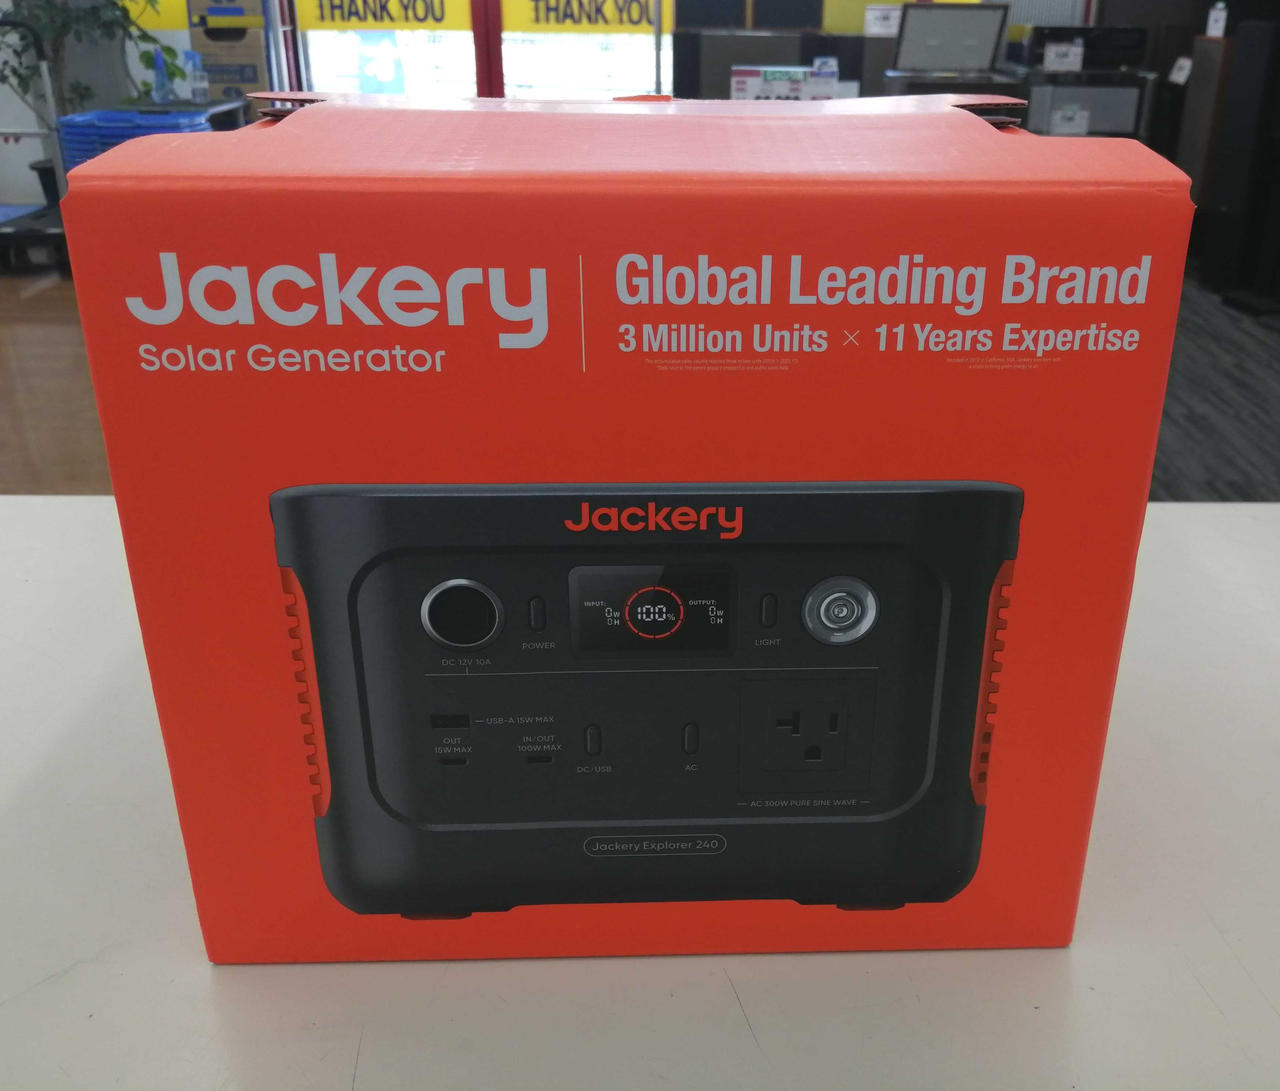 THANK YOU
THANK YOU
Jackery
Solar Generator
Global Leading Brand
3 Million Units × 11 Years Expertise
Jackery
INPUT:
0W
0H
100%
OUTPUT:
0W
0H
POWER
LIGHT
DC 12V 10A
USB-A 15W MAX
OUT
15W MAX
IN/OUT
100W MAX
DC/USB
AC
AC 300W PURE SINE WAVE
Jackery Explorer 240